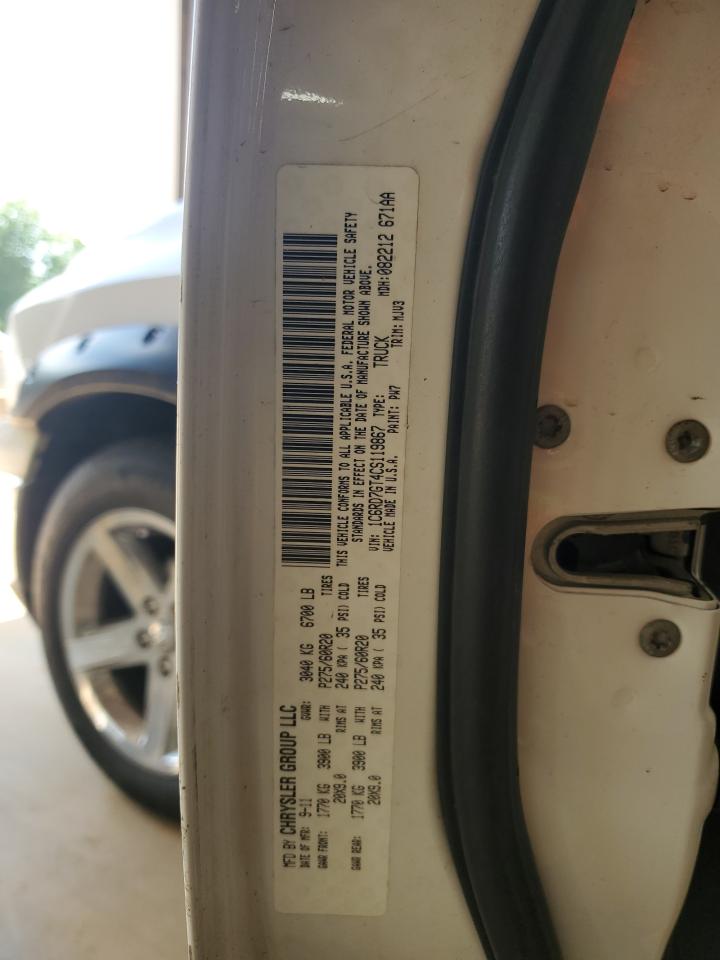 MFD BY CHRYSLER GROUP LLC
DATE OF MFR: 9-11 GVWR: 3040 KG 6700 LB
GAWR FRONT: 1770 KG 3900 LB WITH P275/60R20 TIRES
20X9.0 RIMS AT 240 KPA ( 35 PSI) COLD
GAWR REAR: 1770 KG 3900 LB WITH P275/60R20 TIRES
20X9.0 RIMS AT 240 KPA ( 35 PSI) COLD
THIS VEHICLE CONFORMS TO ALL APPLICABLE U.S.A. FEDERAL MOTOR VEHICLE SAFETY
STANDARDS IN EFFECT ON THE DATE OF MANUFACTURE SHOWN ABOVE.
VIN: 1C6RD7GT4CS119867 TYPE: TRUCK MDH:082212 671AA
VEHICLE MADE IN U.S.A. PAINT: PW7 TRIM: MJV3